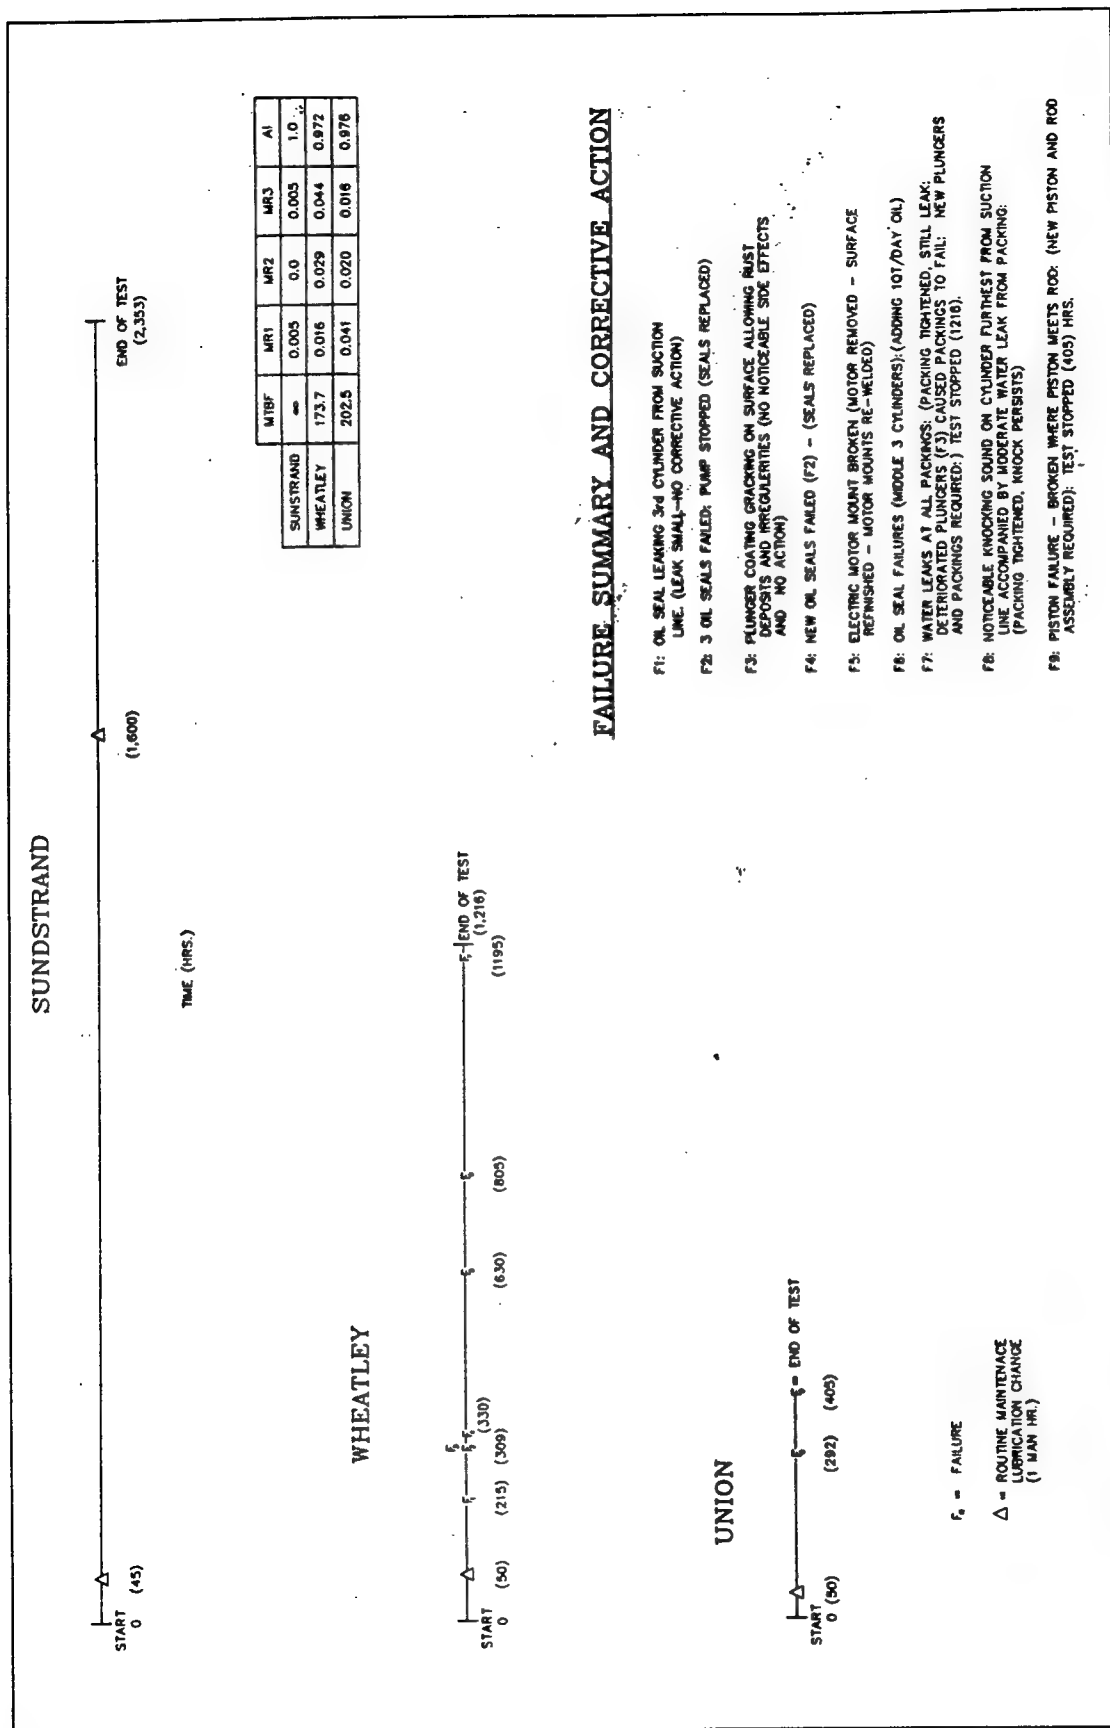 SUNDSTRAND
START
0
(45)
(1,600)
END OF TEST
(2,353)
TIME (HRS.)
MTBF MR1 MR2 MR3 AI
SUNSTRAND ∞ 0.005 0.0 0.005 1.0
WHEATLEY 173.7 0.016 0.029 0.044 0.972
UNION 202.5 0.041 0.020 0.016 0.976
WHEATLEY
START
0
(50)
(215)
(309)
(330)
(630)
(805)
(1195)
END OF TEST
(1,216)
UNION
START
0
(50)
(292)
(405)
= END OF TEST
= FAILURE
Δ = ROUTINE MAINTENACE
LUBRICATION CHANGE
(1 MAN HR.)
FAILURE SUMMARY AND CORRECTIVE ACTION
F1: OIL SEAL LEAKING 3rd CYLINDER FROM SUCTION
LINE. (LEAK SMALL—NO CORRECTIVE ACTION)
F2: 3 OIL SEALS FAILED: PUMP STOPPED (SEALS REPLACED)
F3: PLUNGER COATING GRACKING ON SURFACE ALLOWING RUST
DEPOSITS AND IRREGULERITIES (NO NOTICEABLE SIDE EFFECTS
AND NO ACTION)
F4: NEW OIL SEALS FAILED (F2) - (SEALS REPLACED)
F5: ELECTRIC MOTOR MOUNT BROKEN (MOTOR REMOVED - SURFACE
REFINISHED - MOTOR MOUNTS RE-WELDED)
F6: OIL SEAL FAILURES (MIDDLE 3 CYLINDERS):(ADDING 1QT/DAY OIL)
F7: WATER LEAKS AT ALL PACKINGS: (PACKING TIGHTENED, STILL LEAK:
DETERIORATED PLUNGERS (F3) CAUSED PACKINGS TO FAIL: NEW PLUNGERS
AND PACKINGS REQUIRED:) TEST STOPPED (1216).
F8: NOTICEABLE KNOCKING SOUND ON CYLINDER FURTHEST FROM SUCTION
LINE ACCOMPANIED BY MODERATE WATER LEAK FROM PACKING:
(PACKING TIGHTENED, KNOCK PERSISTS)
F9: PISTON FAILURE - BROKEN WHERE PISTON MEETS ROD: (NEW PISTON AND ROD
ASSEMBLY REQUIRED): TEST STOPPED (405) HRS.